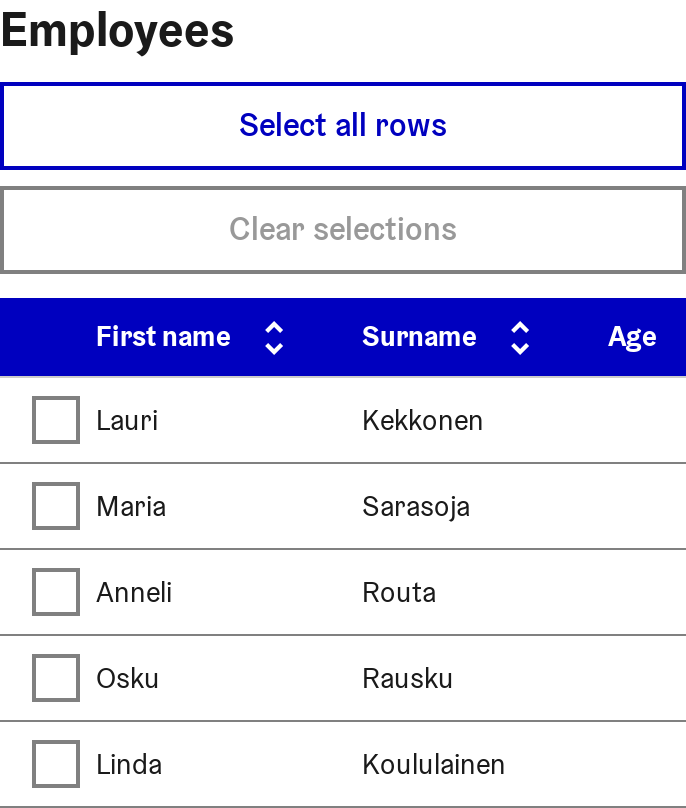 Employees
Select all rows
Clear selections
First name Surname Age
Lauri Kekkonen
Maria Sarasoja
Anneli Routa
Osku Rausku
Linda Koululainen